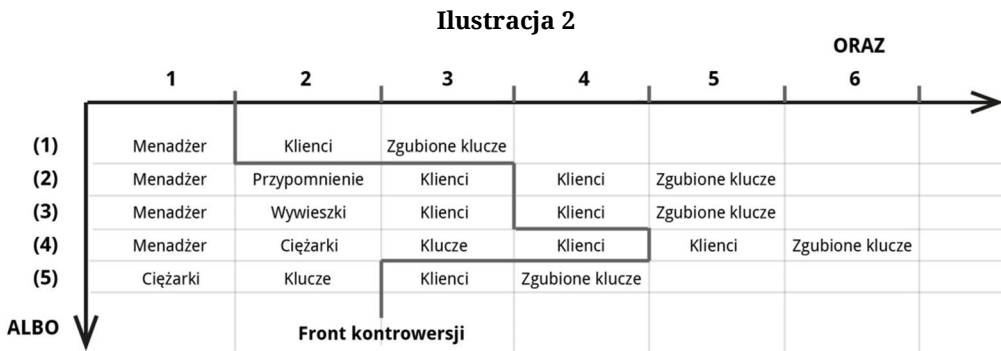 Ilustracja 2
ORAZ
1 2 3 4 5 6
(1) Menadżer Klienci Zgubione klucze
(2) Menadżer Przypomnienie Klienci Klienci Zgubione klucze
(3) Menadżer Wywieszki Klienci Klienci Zgubione klucze
(4) Menadżer Ciężarki Klucze Klienci Klienci Zgubione klucze
(5) Ciężarki Klucze Klienci Zgubione klucze
ALBO Front kontrowersji